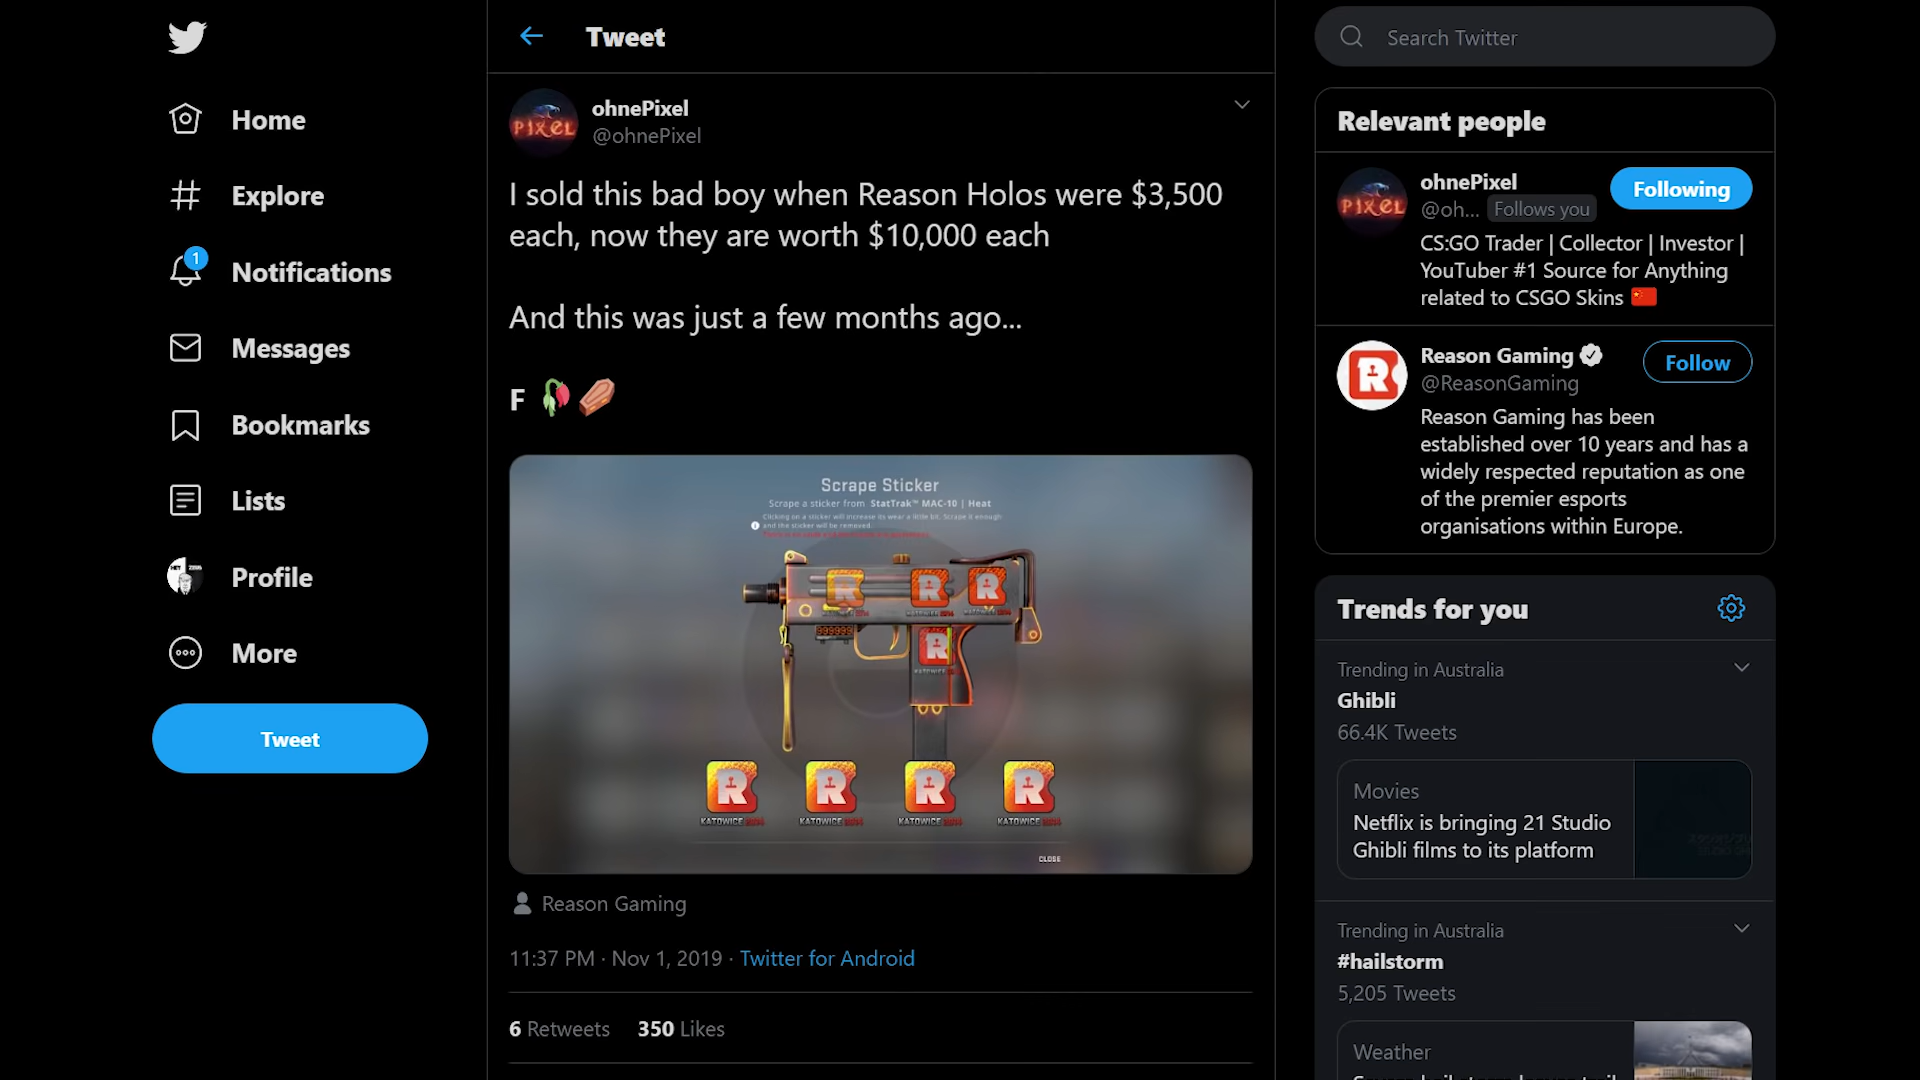 Home
Explore
1
Notifications
Messages
Bookmarks
Lists
Profile
More
Tweet
Tweet
PIXEL
ohnePixel
@ohnePixel
I sold this bad boy when Reason Holos were $3,500
each, now they are worth $10,000 each
And this was just a few months ago...
F 🥀⚰️
Scrape Sticker
Scrape a sticker from StatTrak™ MAC-10 | Heat
Clicking on a sticker will increase its wear a little bit. Scrape it enough
and the sticker will be removed.
R
R
R
R
KATOWICE 2014
KATOWICE 2014
KATOWICE 2014
KATOWICE 2014
CLOSE
Reason Gaming
11:37 PM · Nov 1, 2019 · Twitter for Android
6 Retweets 350 Likes
Search Twitter
Relevant people
PIXEL
ohnePixel
@oh... Follows you
Following
CS:GO Trader | Collector | Investor |
YouTuber #1 Source for Anything
related to CSGO Skins 🇨🇳
R
Reason Gaming
@ReasonGaming
Follow
Reason Gaming has been
established over 10 years and has a
widely respected reputation as one
of the premier esports
organisations within Europe.
Trends for you
Trending in Australia
Ghibli
66.4K Tweets
Movies
Netflix is bringing 21 Studio
Ghibli films to its platform
Trending in Australia
#hailstorm
5,205 Tweets
Weather